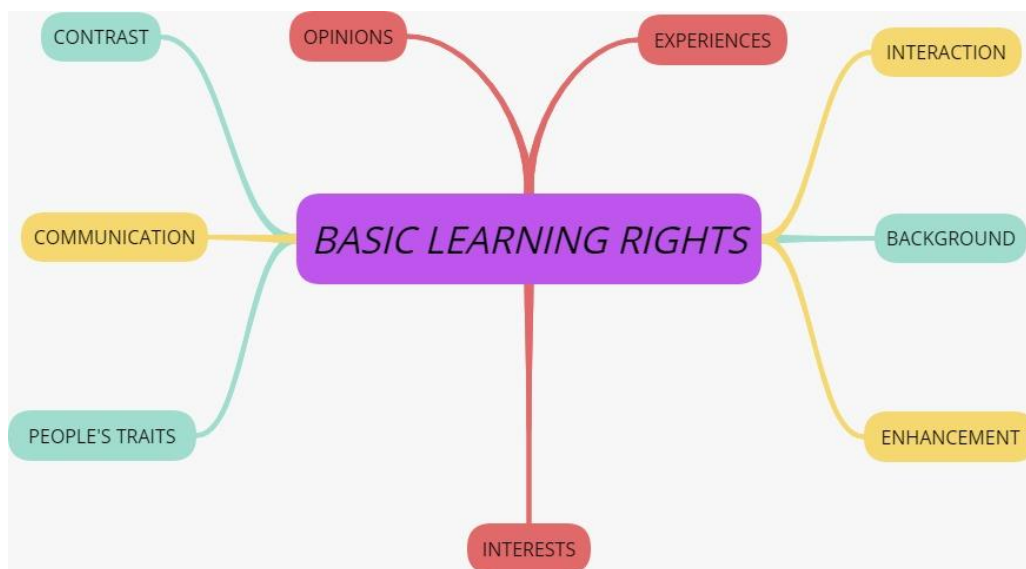 CONTRAST
OPINIONS
EXPERIENCES
INTERACTION
COMMUNICATION
BASIC LEARNING RIGHTS
BACKGROUND
PEOPLE'S TRAITS
ENHANCEMENT
INTERESTS